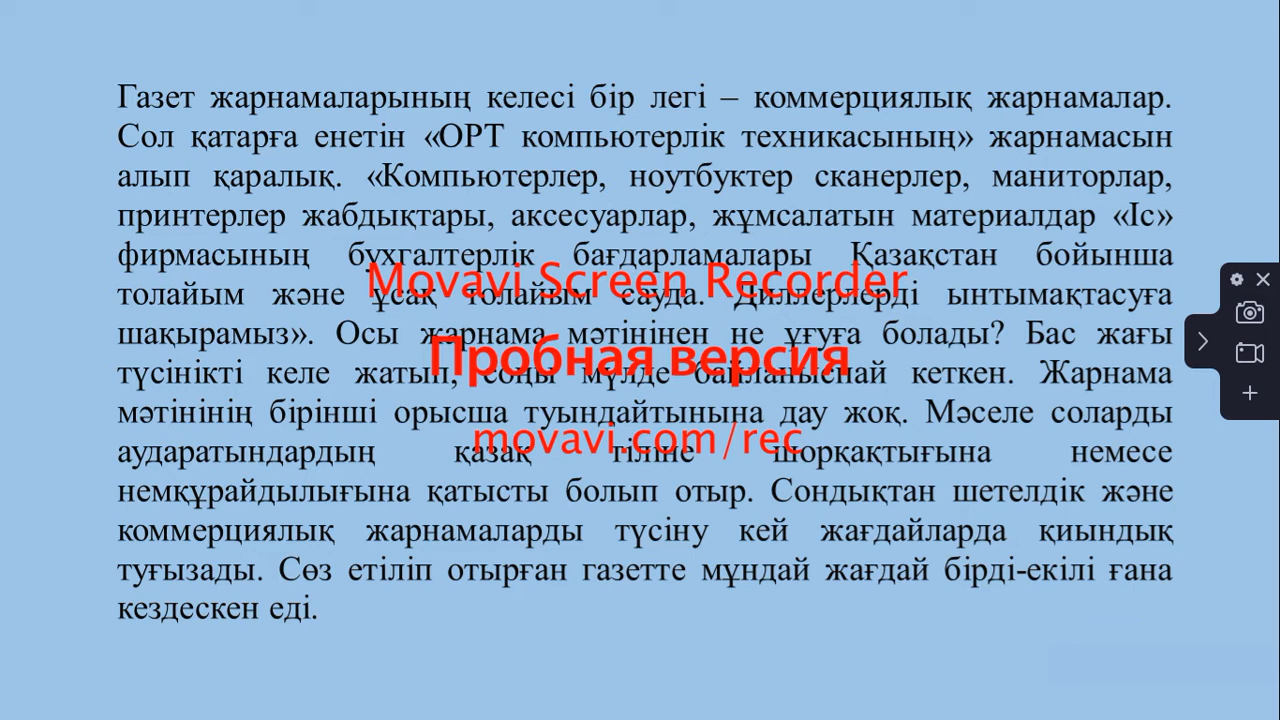 Газет жарнамаларының келесі бір легі – коммерциялық жарнамалар.
Сол қатарға енетін «ОРТ компьютерлік техникасының» жарнамасын
алып қаралық. «Компьютерлер, ноутбуктер сканерлер, маниторлар,
принтерлер жабдықтары, аксесуарлар, жұмсалатын материалдар «Іс»
фирмасының бухгалтерлік бағдарламалары Қазақстан бойынша
Movavi Screen Recorder
толайым және ұсақ толайым сауда. Диллерлерді ынтымақтасуға
шақырамыз». Осы жарнама мәтінінен не ұғуға болады? Бас жағы
Пробная версия
түсінікті келе жатып, соңы мүлде байланыспай кеткен. Жарнама
мәтінінің бірінші орысша туындайтынына дау жоқ. Мәселе соларды
movavi.com/rec
аударатындардың қазақ тіліне шорқақтығына немесе
немқұрайдылығына қатысты болып отыр. Сондықтан шетелдік және
коммерциялық жарнамаларды түсіну кей жағдайларда қиындық
туғызады. Сөз етіліп отырған газетте мұндай жағдай бірді-екілі ғана
кездескен еді.